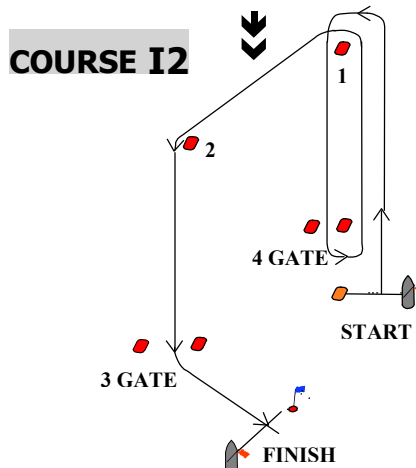 COURSE I2
1
2
4 GATE
START
3 GATE
FINISH